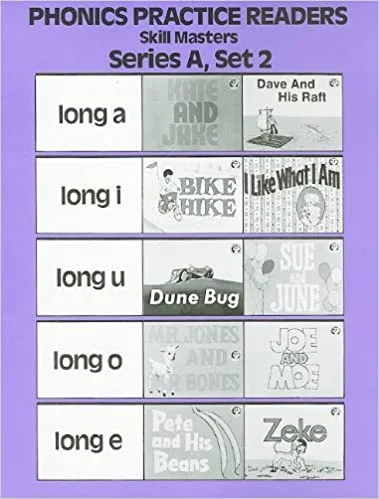 PHONICS PRACTICE READERS
Skill Masters
Series A, Set 2
long a
KATE
AND
JAKE
Dave And
His Raft
long i
BIKE
HIKE
I Like What I Am
long u
Dune Bug
SUE
and
JUNE
long o
MR. JONES
AND
MR. BONES
JOE
AND
MOE
long e
Pete
and His
Beans
Zeke